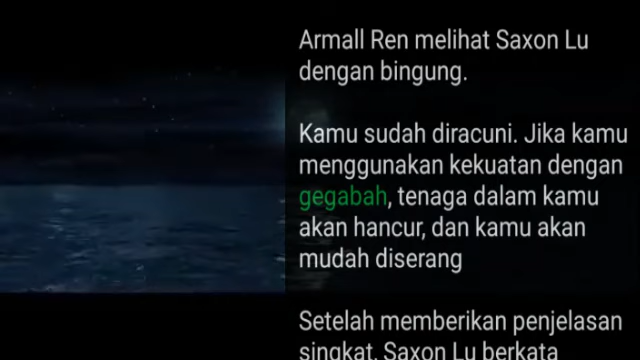 Armall Ren melihat Saxon Lu
dengan bingung.
Kamu sudah diracuni. Jika kamu
menggunakan kekuatan dengan
gegabah, tenaga dalam kamu
akan hancur, dan kamu akan
mudah diserang
Setelah memberikan penjelasan
singkat, Saxon Lu berkata